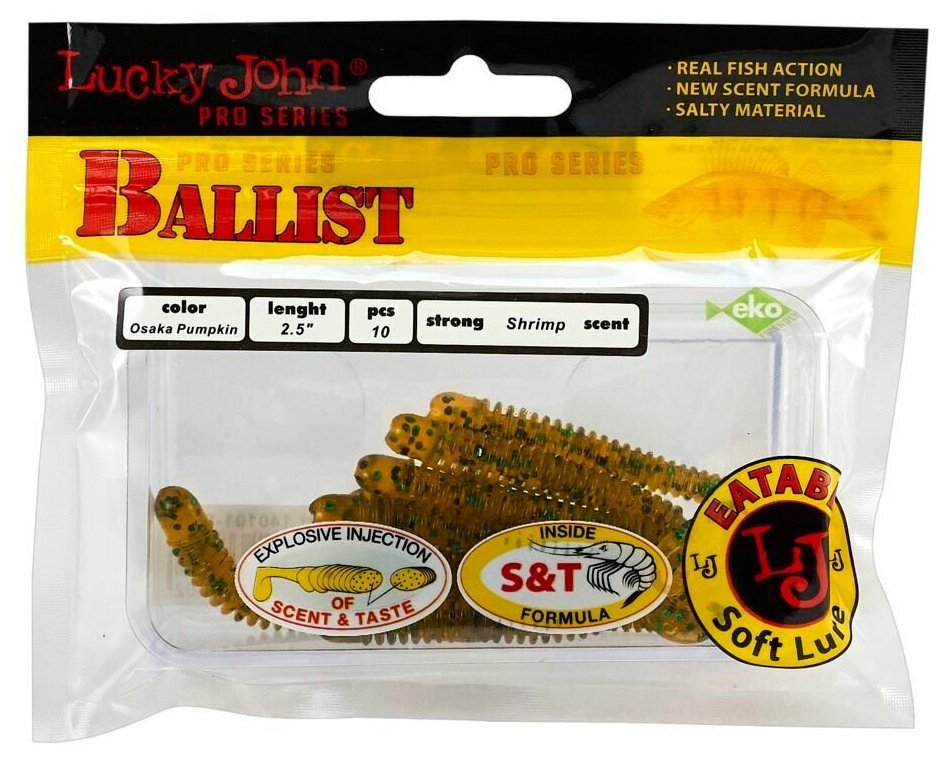 Lucky John®
PRO SERIES
· REAL FISH ACTION
· NEW SCENT FORMULA
· SALTY MATERIAL
PRO SERIES
PRO SERIES
BALLIST
color
Osaka Pumpkin
lenght
2.5"
pcs
10
strong Shrimp scent
eko
EXPLOSIVE INJECTION
OF
SCENT & TASTE
INSIDE
S&T
FORMULA
EATABL
LJ
LJ
LJ
Soft Lure